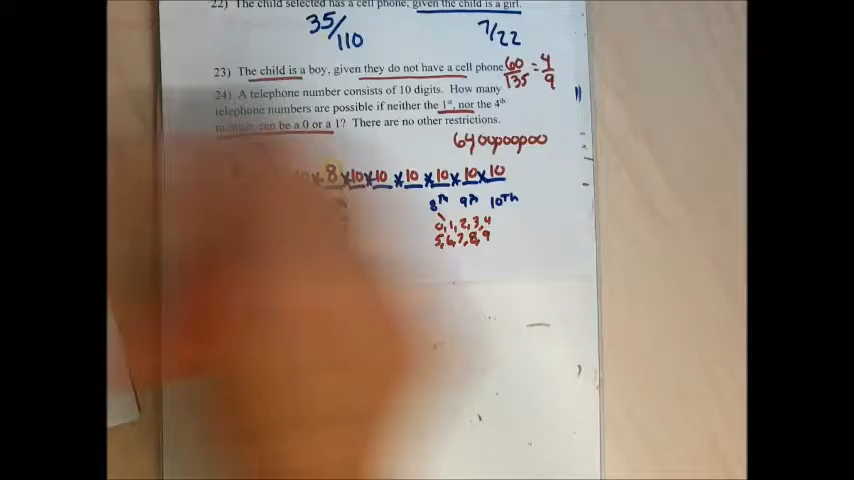 22) The child selected has a cell phone, given the child is a girl.
35/110 7/22
23) The child is a boy, given they do not have a cell phone 60/135 = 4/9
24) A telephone number consists of 10 digits. How many
telephone numbers are possible if neither the 1st, nor the 4th
number can be a 0 or a 1? There are no other restrictions.
6400,000,000
× 8 × 10 × 10 × 10 × 10 × 10 × 10
8th 9th 10TH
0, 1, 2, 3, 4
5, 6, 7, 8, 9